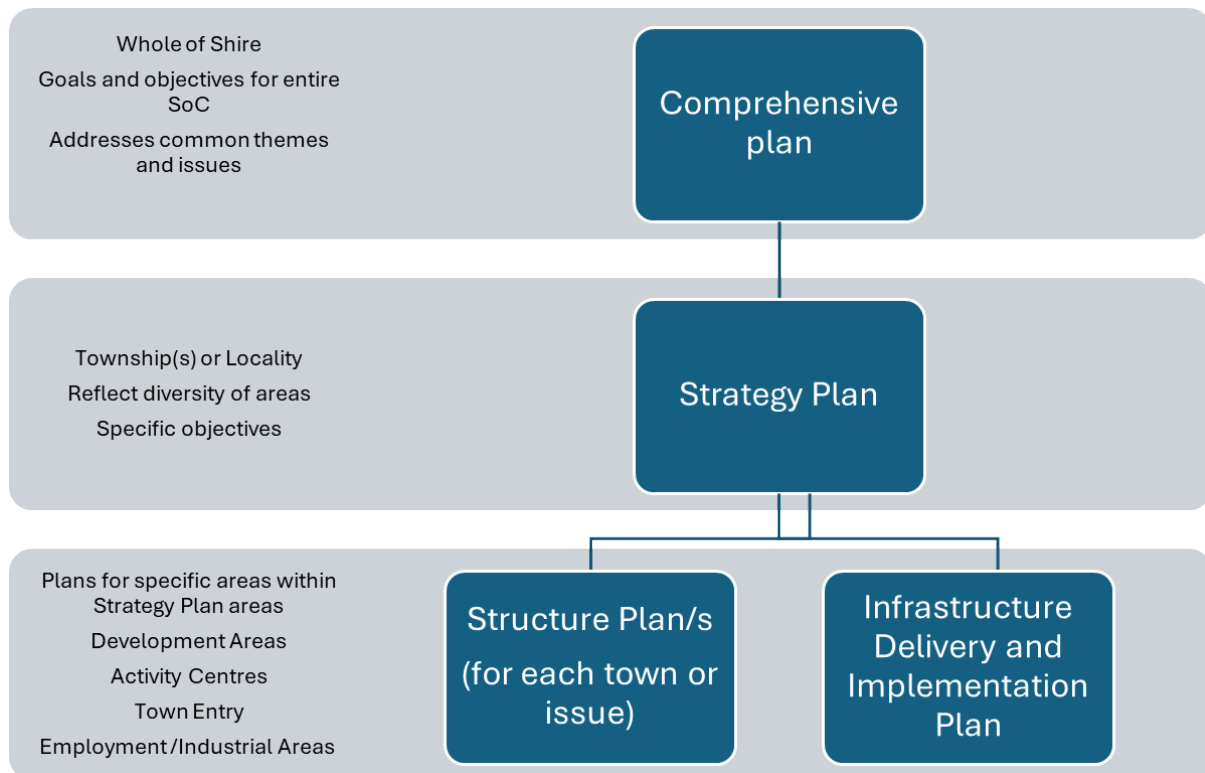 Whole of Shire
Goals and objectives for entire
SoC
Addresses common themes
and issues
Comprehensive
plan
Township(s) or Locality
Reflect diversity of areas
Specific objectives
Strategy Plan
Plans for specific areas within
Strategy Plan areas
Development Areas
Activity Centres
Town Entry
Employment/Industrial Areas
Structure Plan/s
(for each town or
issue)
Infrastructure
Delivery and
Implementation
Plan